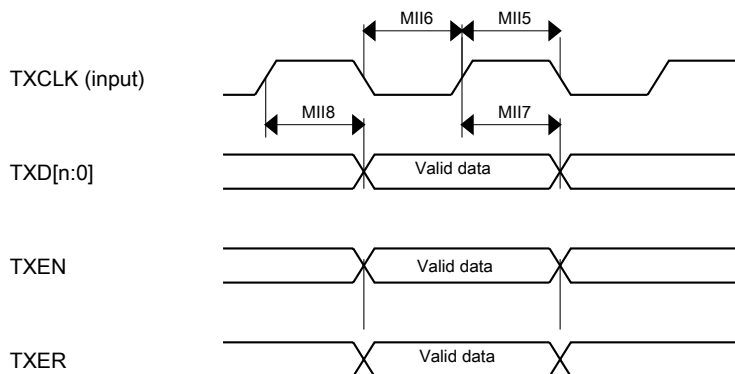 MII6 MII5
TXCLK (input)
MII8 MII7
TXD[n:0] Valid data
TXEN Valid data
TXER Valid data